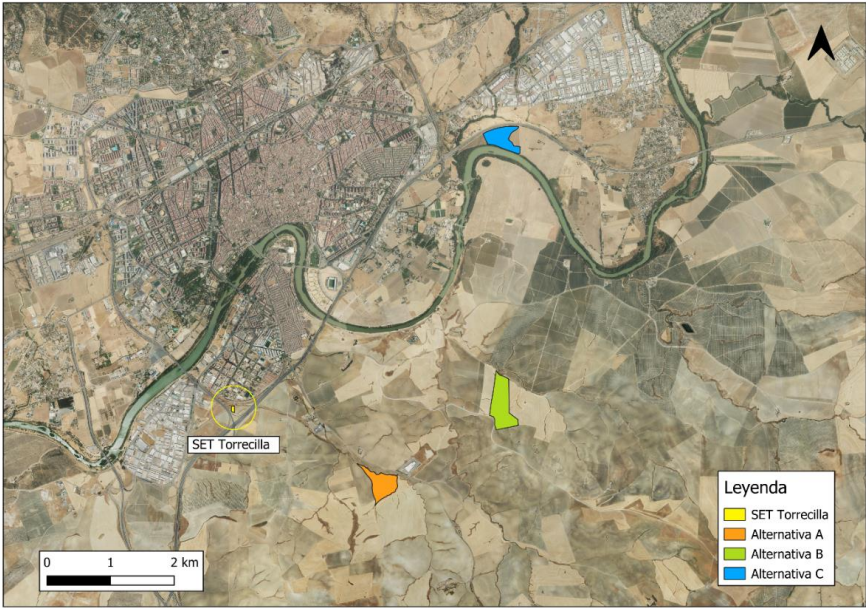 SET Torrecilla
Leyenda
SET Torrecilla
Alternativa A
Alternativa B
Alternativa C
0 1 2 km